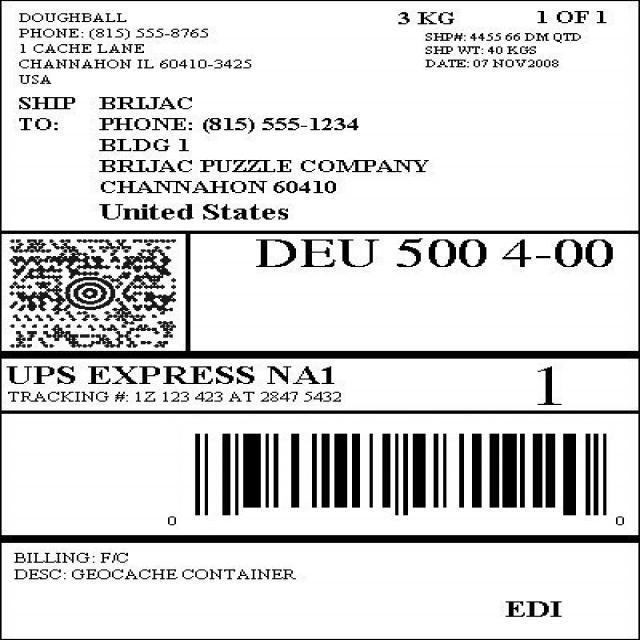 DOUGHBALL
PHONE: (815) 555-8765
1 CACHE LANE
CHANNAHON IL 60410-3425
USA
3 KG 1 OF 1
SHP#: 4455 66 DM QTD
SHP WT: 40 KGS
DATE: 07 NOV2008
SHIP TO: BRIJAC
PHONE: (815) 555-1234
BLDG 1
BRIJAC PUZZLE COMPANY
CHANNAHON 60410
United States
DEU 500 4-00
UPS EXPRESS NA1
TRACKING #: 1Z 123 423 AT 2847 5432
1
0 0
BILLING: F/C
DESC: GEOCACHE CONTAINER
EDI